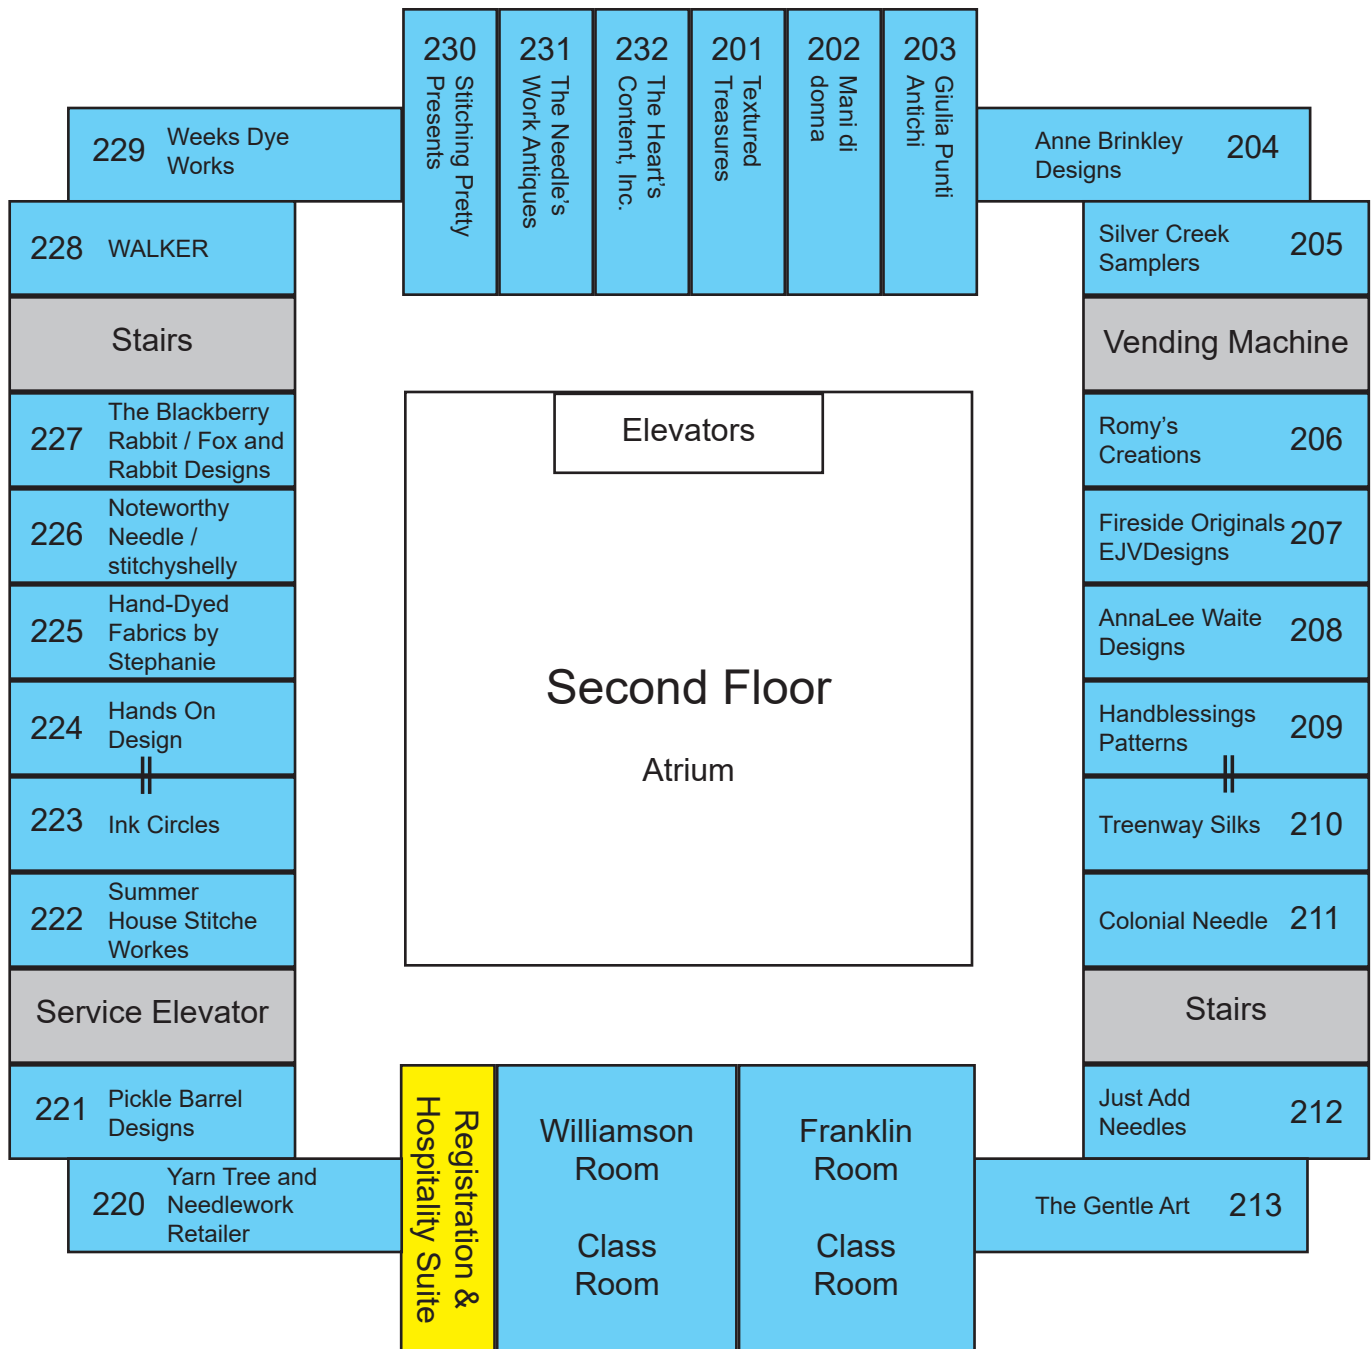 230
Stitching Pretty
Presents
231
The Needle's
Work Antiques
232
The Heart's
Content, Inc.
201
Textured
Treasures
202
Mani di
donna
203
Giulia Punti
Antichi
229
Weeks Dye
Works
Anne Brinkley
Designs
204
228
WALKER
Silver Creek
Samplers
205
Stairs
Vending Machine
227
The Blackberry
Rabbit / Fox and
Rabbit Designs
Elevators
Romy's
Creations
206
226
Noteworthy
Needle /
stitchyshelly
Fireside Originals
EJVDesigns
207
225
Hand-Dyed
Fabrics by
Stephanie
Second Floor
Atrium
AnnaLee Waite
Designs
208
224
Hands On
Design
Handblessings
Patterns
209
223
Ink Circles
Treenway Silks
210
222
Summer
House Stitche
Workes
Colonial Needle
211
Service Elevator
Stairs
221
Pickle Barrel
Designs
Just Add
Needles
212
220
Yarn Tree and
Needlework
Retailer
Registration &
Hospitality Suite
Williamson
Room
Class
Room
Franklin
Room
Class
Room
The Gentle Art
213